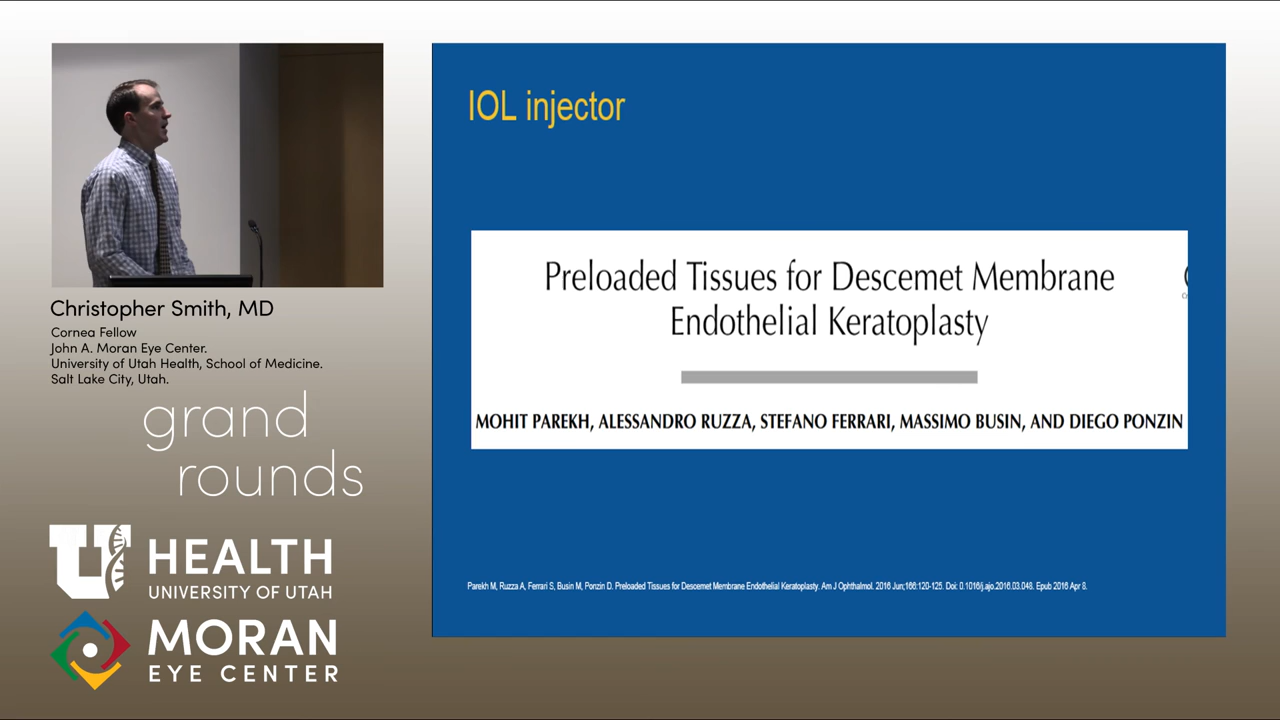 Christopher Smith, MD
Cornea Fellow
John A. Moran Eye Center.
University of Utah Health, School of Medicine.
Salt Lake City, Utah.
grand
rounds
U HEALTH
UNIVERSITY OF UTAH
MORAN
EYE CENTER
IOL injector
Preloaded Tissues for Descemet Membrane
Endothelial Keratoplasty
MOHIT PAREKH, ALESSANDRO RUZZA, STEFANO FERRARI, MASSIMO BUSIN, AND DIEGO PONZIN
Parekh M, Ruzza A, Ferrari S, Busin M, Ponzin D. Preloaded Tissues for Descemet Membrane Endothelial Keratoplasty. Am J Ophthalmol. 2016 Jun;166:120-125. Doi: 0.1016/j.ajo.2016.03.048. Epub 2016 Apr 8.